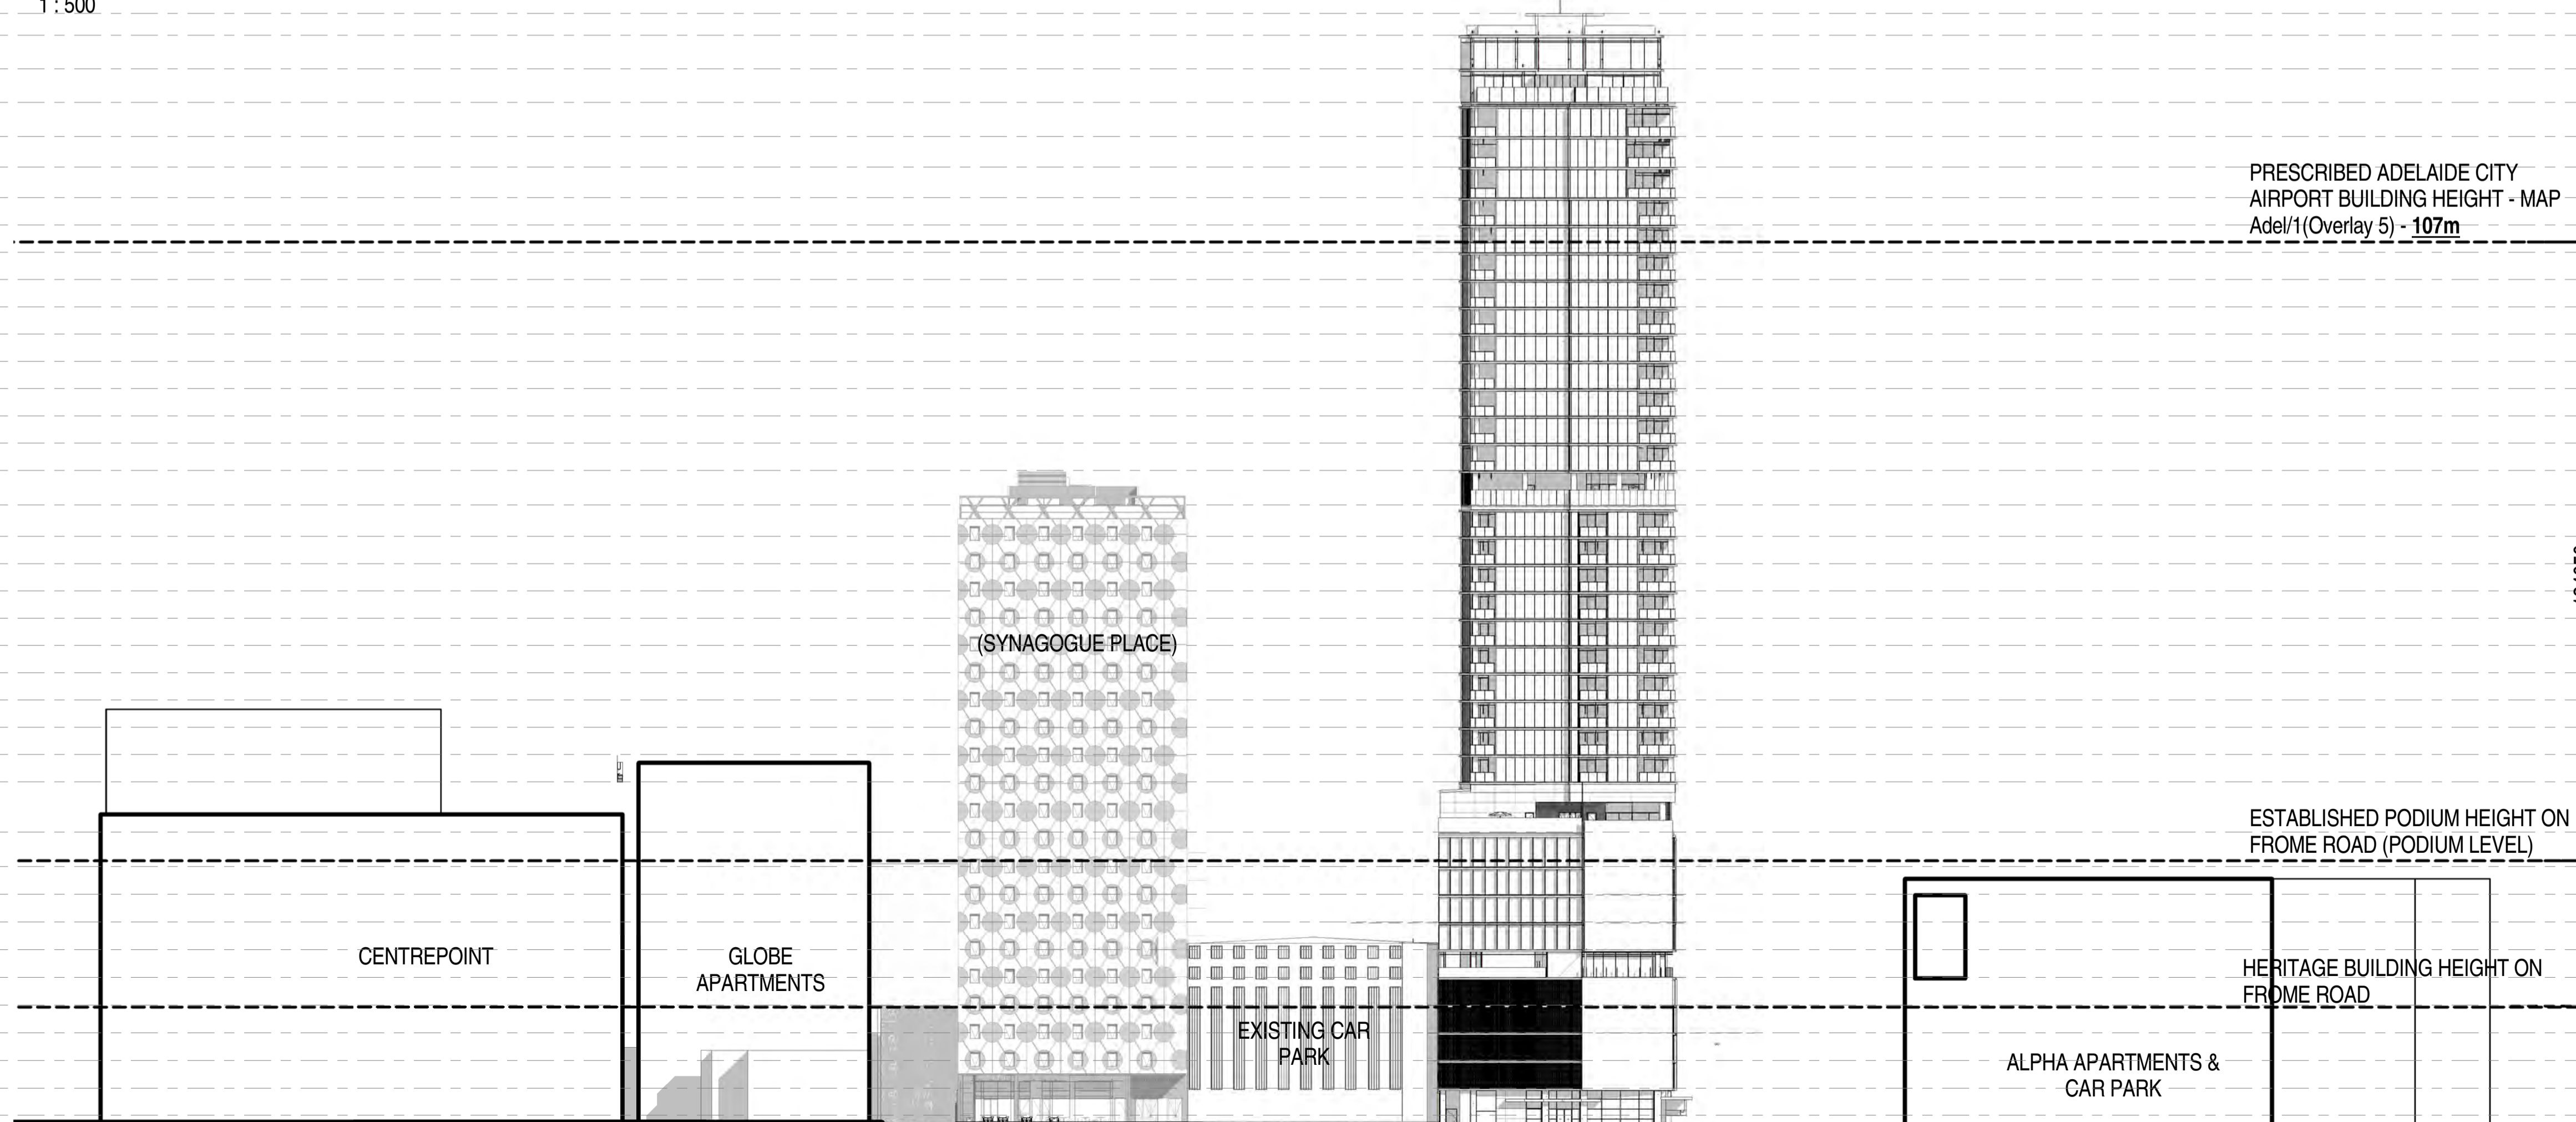 1 : 500
PRESCRIBED ADELAIDE CITY
AIRPORT BUILDING HEIGHT - MAP
Adel/1(Overlay 5) - 107m
(SYNAGOGUE PLACE)
ESTABLISHED PODIUM HEIGHT ON
FROME ROAD (PODIUM LEVEL)
CENTREPOINT
GLOBE
APARTMENTS
HERITAGE BUILDING HEIGHT ON
FROME ROAD
EXISTING CAR
PARK
ALPHA APARTMENTS &
CAR PARK